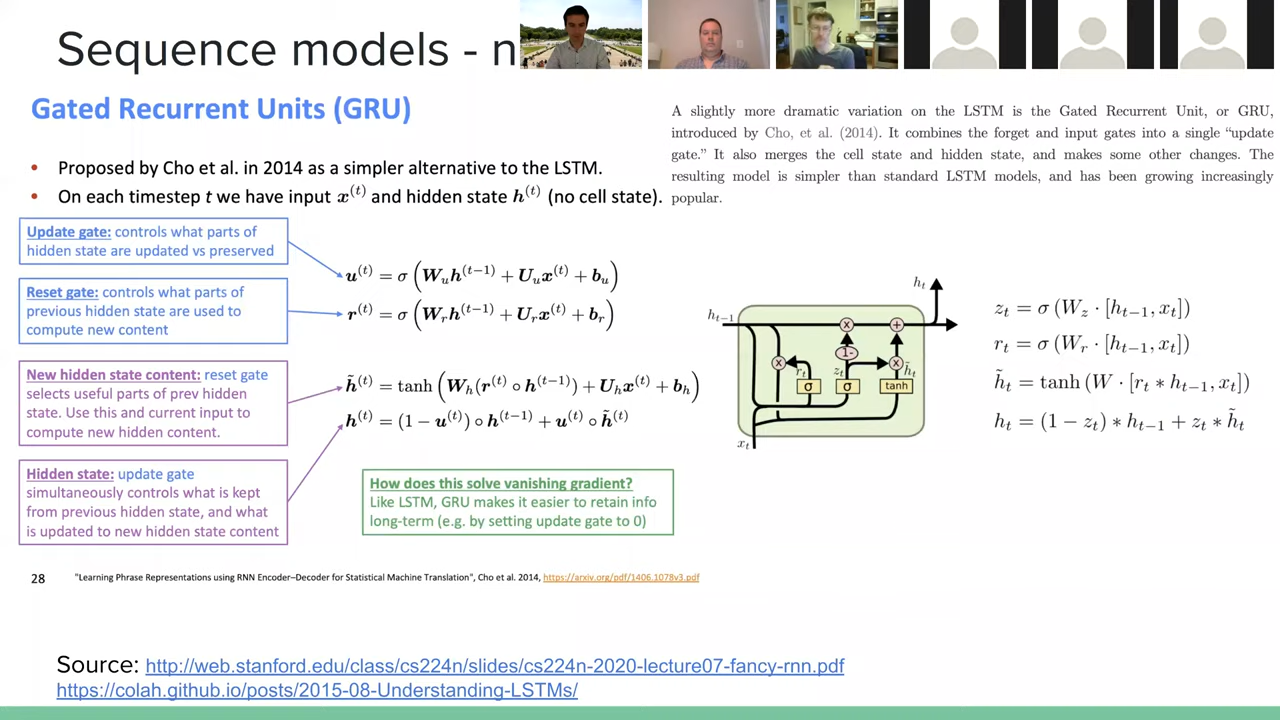 Sequence models - n
Gated Recurrent Units (GRU)
• Proposed by Cho et al. in 2014 as a simpler alternative to the LSTM.
• On each timestep t we have input x^(t) and hidden state h^(t) (no cell state).
A slightly more dramatic variation on the LSTM is the Gated Recurrent Unit, or GRU,
introduced by Cho, et al. (2014). It combines the forget and input gates into a single “update
gate.” It also merges the cell state and hidden state, and makes some other changes. The
resulting model is simpler than standard LSTM models, and has been growing increasingly
popular.
Update gate: controls what parts of
hidden state are updated vs preserved
Reset gate: controls what parts of
previous hidden state are used to
compute new content
New hidden state content: reset gate
selects useful parts of prev hidden
state. Use this and current input to
compute new hidden content.
Hidden state: update gate
simultaneously controls what is kept
from previous hidden state, and what
is updated to new hidden state content
u^(t) = σ (W_u h^(t−1) + U_u x^(t) + b_u)
r^(t) = σ (W_r h^(t−1) + U_r x^(t) + b_r)
h̃^(t) = tanh (W_h(r^(t) ∘ h^(t−1)) + U_h x^(t) + b_h)
h^(t) = (1 − u^(t)) ∘ h^(t−1) + u^(t) ∘ h̃^(t)
How does this solve vanishing gradient?
Like LSTM, GRU makes it easier to retain info
long-term (e.g. by setting update gate to 0)
h_t
h_t−1
x +
1-
x x
r_t z_t h̃_t
σ σ tanh
x_t
z_t = σ (W_z · [h_t−1, x_t])
r_t = σ (W_r · [h_t−1, x_t])
h̃_t = tanh (W · [r_t * h_t−1, x_t])
h_t = (1 − z_t) * h_t−1 + z_t * h̃_t
28
"Learning Phrase Representations using RNN Encoder–Decoder for Statistical Machine Translation", Cho et al. 2014, https://arxiv.org/pdf/1406.1078v3.pdf
Source: http://web.stanford.edu/class/cs224n/slides/cs224n-2020-lecture07-fancy-rnn.pdf
https://colah.github.io/posts/2015-08-Understanding-LSTMs/